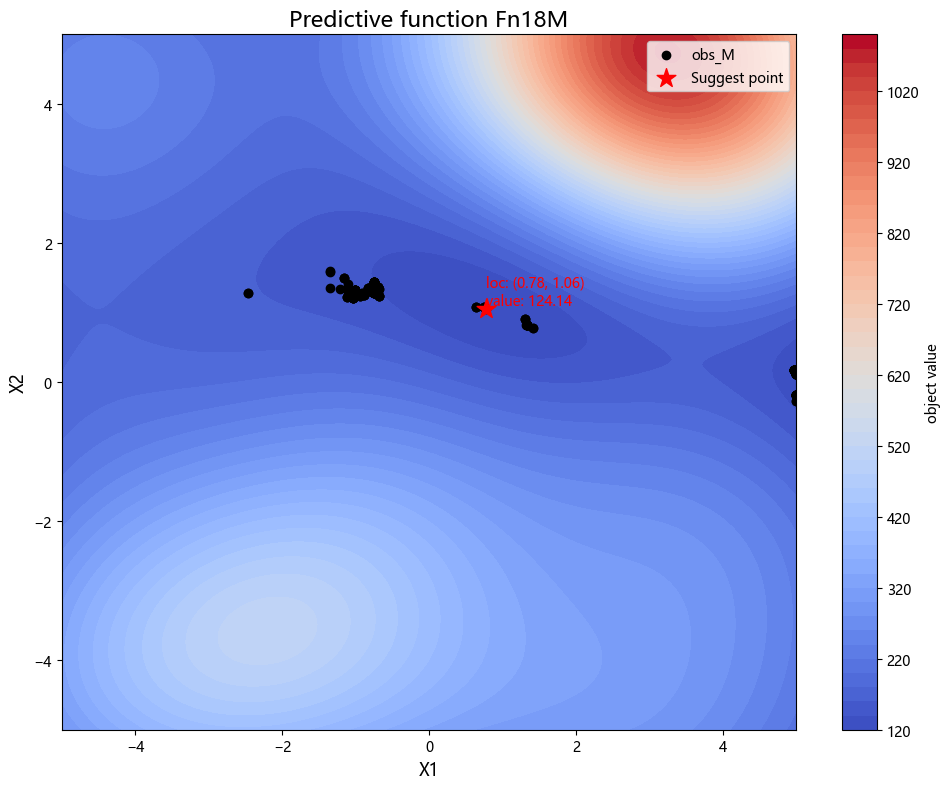 Predictive function Fn18M
obs_M
Suggest point
loc: (0.78, 1.06)
value: 124.14
X2
4
2
0
−2
−4
−4
−2
0
2
4
X1
1020
920
820
720
620
520
420
320
220
120
object value